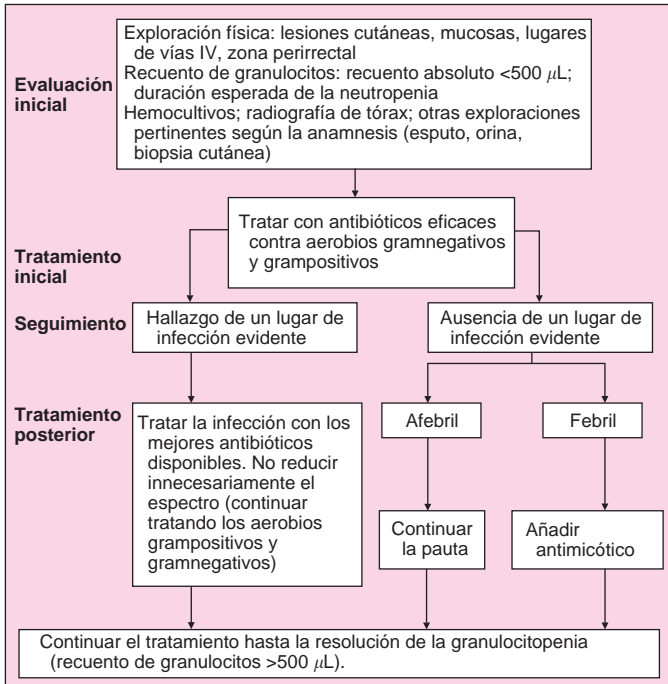 Exploración física: lesiones cutáneas, mucosas, lugares
de vías IV, zona perirrectal
Recuento de granulocitos: recuento absoluto <500 μL;
duración esperada de la neutropenia
Hemocultivos; radiografía de tórax; otras exploraciones
pertinentes según la anamnesis (esputo, orina,
biopsia cutánea)
Evaluación
inicial
Tratar con antibióticos eficaces
contra aerobios gramnegativos
y grampositivos
Tratamiento
inicial
Seguimiento
Hallazgo de un lugar de
infección evidente
Ausencia de un lugar de
infección evidente
Tratamiento
posterior
Tratar la infección con los
mejores antibióticos
disponibles. No reducir
innecesariamente el
espectro (continuar
tratando los aerobios
grampositivos y
gramnegativos)
Afebril
Febril
Continuar
la pauta
Añadir
antimicótico
Continuar el tratamiento hasta la resolución de la granulocitopenia
(recuento de granulocitos >500 μL).